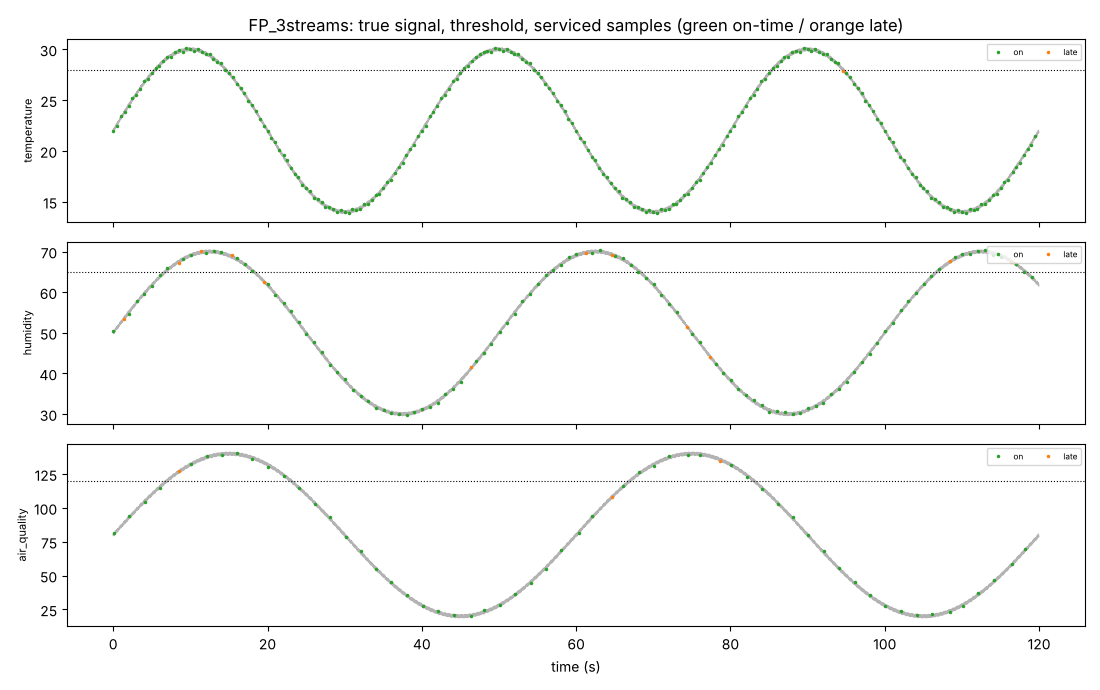 FP_3streams: true signal, threshold, serviced samples (green on-time / orange late)
temperature
30
25
20
15
on late
humidity
70
60
50
40
30
on late
air_quality
125
100
75
50
25
on late
0 20 40 60 80 100 120
time (s)